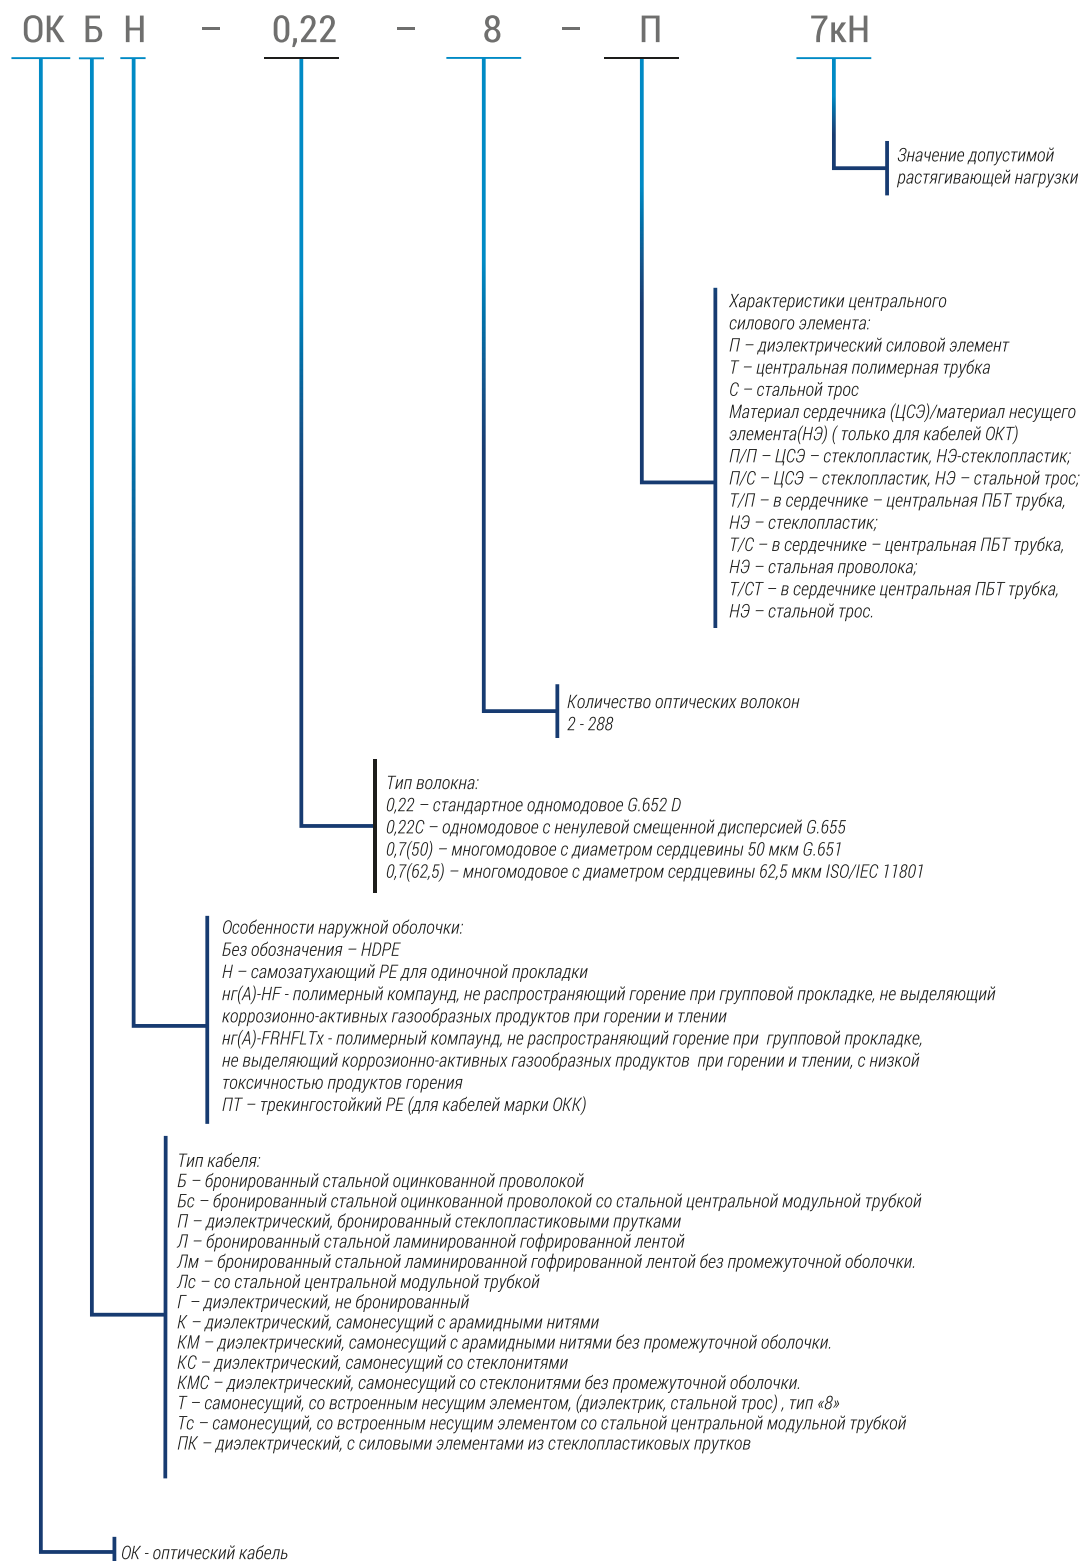 ОКБН – 0,22 – 8 – П 7кН
Значение допустимой
растягивающей нагрузки
Характеристики центрального
силового элемента:
П – диэлектрический силовой элемент
Т – центральная полимерная трубка
С – стальной трос
Материал сердечника (ЦСЭ)/материал несущего
элемента(НЭ) ( только для кабелей ОКТ)
П/П – ЦСЭ – стеклопластик, НЭ-стеклопластик;
П/С – ЦСЭ – стеклопластик, НЭ – стальной трос;
Т/П – в сердечнике – центральная ПБТ трубка,
НЭ – стеклопластик;
Т/С – в сердечнике – центральная ПБТ трубка,
НЭ – стальная проволока;
Т/СТ – в сердечнике центральная ПБТ трубка,
НЭ – стальной трос.
Количество оптических волокон
2 - 288
Тип волокна:
0,22 – стандартное одномодовое G.652 D
0,22С – одномодовое с ненулевой смещенной дисперсией G.655
0,7(50) – многомодовое с диаметром сердцевины 50 мкм G.651
0,7(62,5) – многомодовое с диаметром сердцевины 62,5 мкм ISO/IEC 11801
Особенности наружной оболочки:
Без обозначения – HDPE
Н – самозатухающий PE для одиночной прокладки
нг(А)-HF - полимерный компаунд, не распространяющий горение при групповой прокладке, не выделяющий
коррозионно-активных газообразных продуктов при горении и тлении
нг(А)-FRHFLTx - полимерный компаунд, не распространяющий горение при групповой прокладке,
не выделяющий коррозионно-активных газообразных продуктов при горении и тлении, с низкой
токсичностью продуктов горения
ПТ – трекингостойкий PE (для кабелей марки ОКК)
Тип кабеля:
Б – бронированный стальной оцинкованной проволокой
Бс – бронированный стальной оцинкованной проволокой со стальной центральной модульной трубкой
П – диэлектрический, бронированный стеклопластиковыми прутками
Л – бронированный стальной ламинированной гофрированной лентой
Лм – бронированный стальной ламинированной гофрированной лентой без промежуточной оболочки.
Лс – со стальной центральной модульной трубкой
Г – диэлектрический, не бронированный
К – диэлектрический, самонесущий с арамидными нитями
КМ – диэлектрический, самонесущий с арамидными нитями без промежуточной оболочки.
КС – диэлектрический, самонесущий со стеклонитями
КМС – диэлектрический, самонесущий со стеклонитями без промежуточной оболочки.
Т – самонесущий, со встроенным несущим элементом, (диэлектрик, стальной трос) , тип «8»
Тс – самонесущий, со встроенным несущим элементом со стальной центральной модульной трубкой
ПК – диэлектрический, с силовыми элементами из стеклопластиковых прутков
ОК - оптический кабель